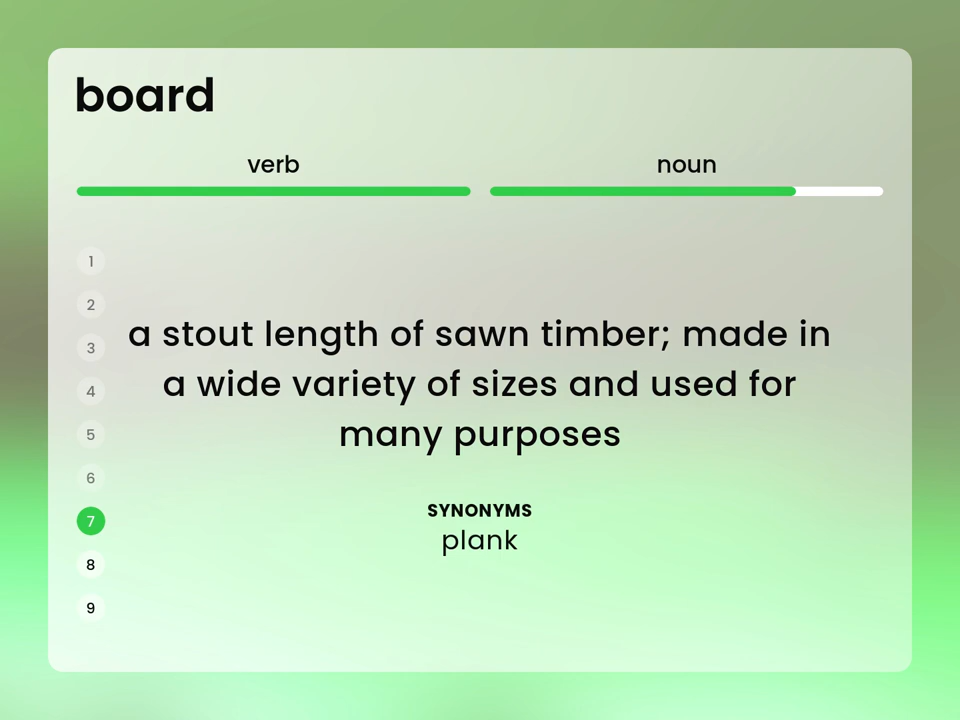 board
verb
noun
1
2
3
4
5
6
7
8
9
a stout length of sawn timber; made in
a wide variety of sizes and used for
many purposes
SYNONYMS
plank